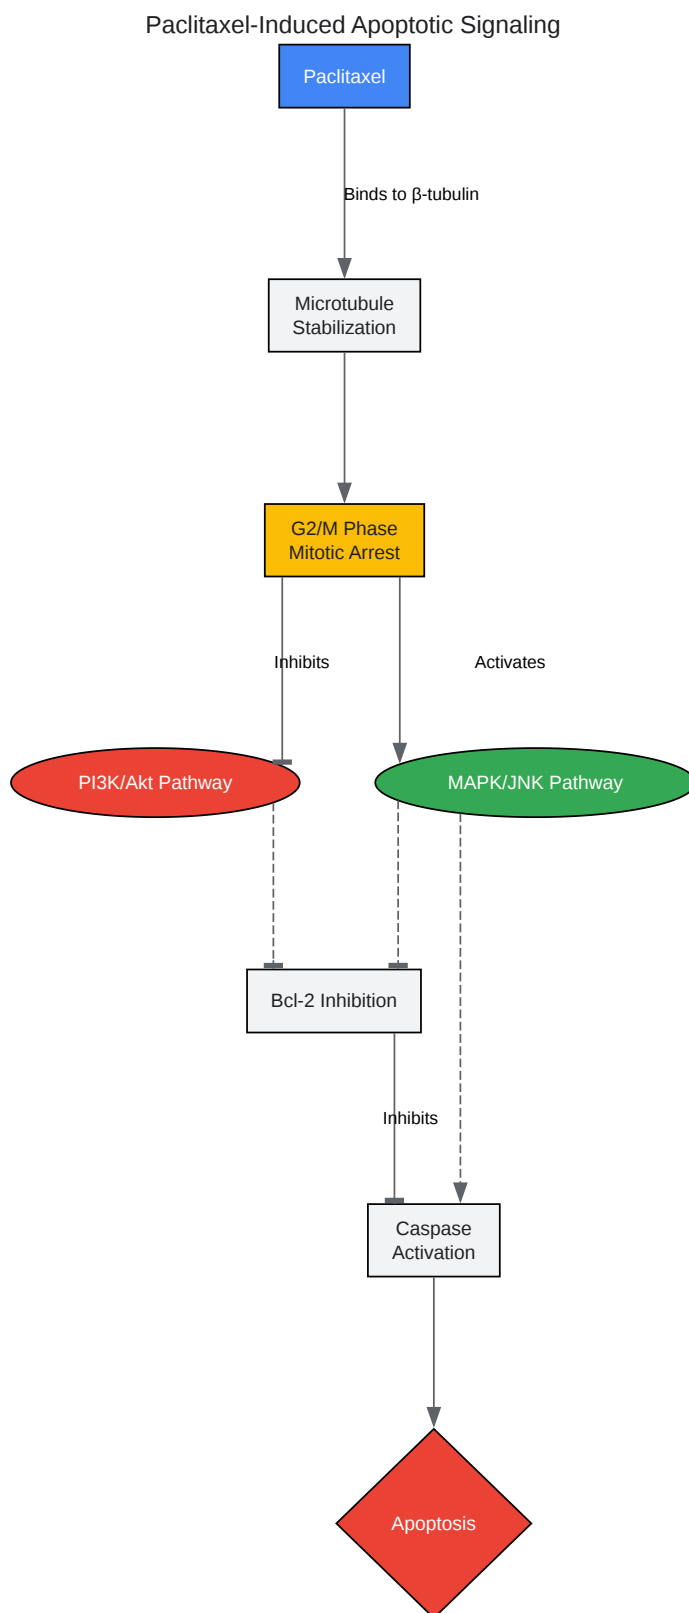 Paclitaxel-Induced Apoptotic Signaling
Paclitaxel
Binds to β-tubulin
Microtubule
Stabilization
G2/M Phase
Mitotic Arrest
Inhibits
Activates
PI3K/Akt Pathway
MAPK/JNK Pathway
Bcl-2 Inhibition
Inhibits
Caspase
Activation
Apoptosis